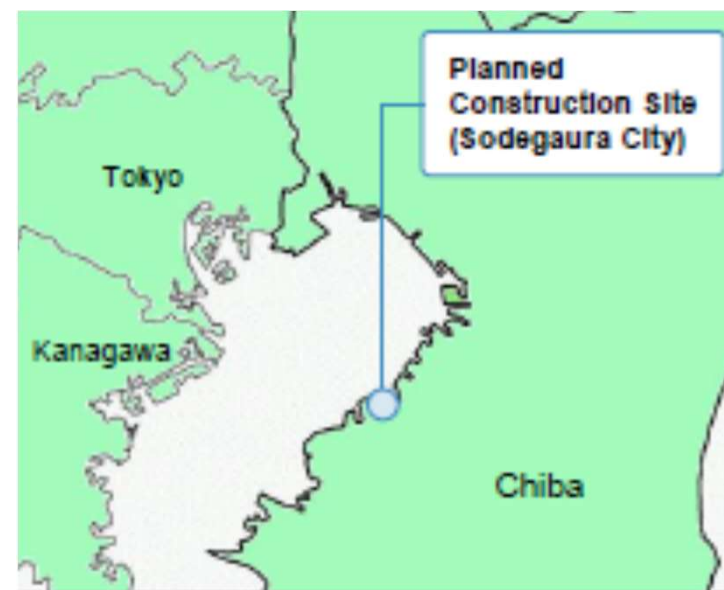 Planned
Construction Site
(Sodegaura City)
Tokyo
Kanagawa
Chiba